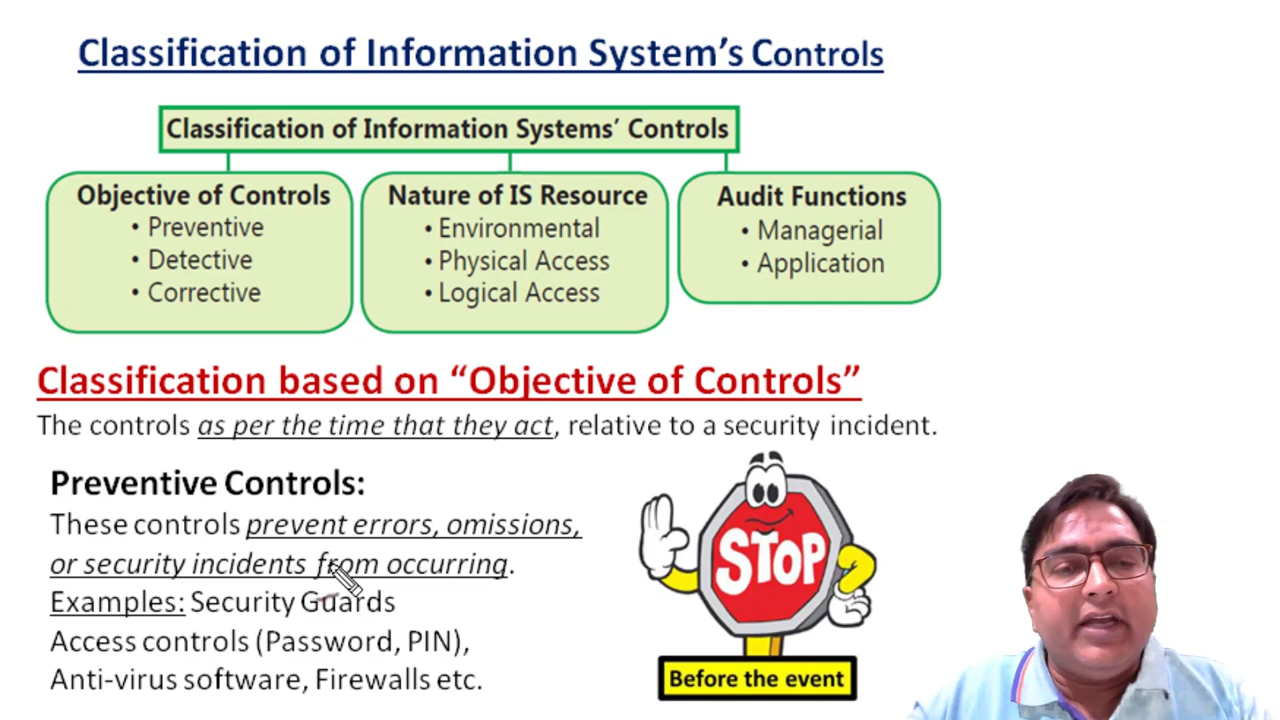 Classification of Information System's Controls
Classification of Information Systems' Controls
Objective of Controls
• Preventive
• Detective
• Corrective
Nature of IS Resource
• Environmental
• Physical Access
• Logical Access
Audit Functions
• Managerial
• Application
Classification based on “Objective of Controls”
The controls as per the time that they act, relative to a security incident.
Preventive Controls:
These controls prevent errors, omissions,
or security incidents from occurring.
Examples: Security Guards
Access controls (Password, PIN),
Anti-virus software, Firewalls etc.
STOP
Before the event